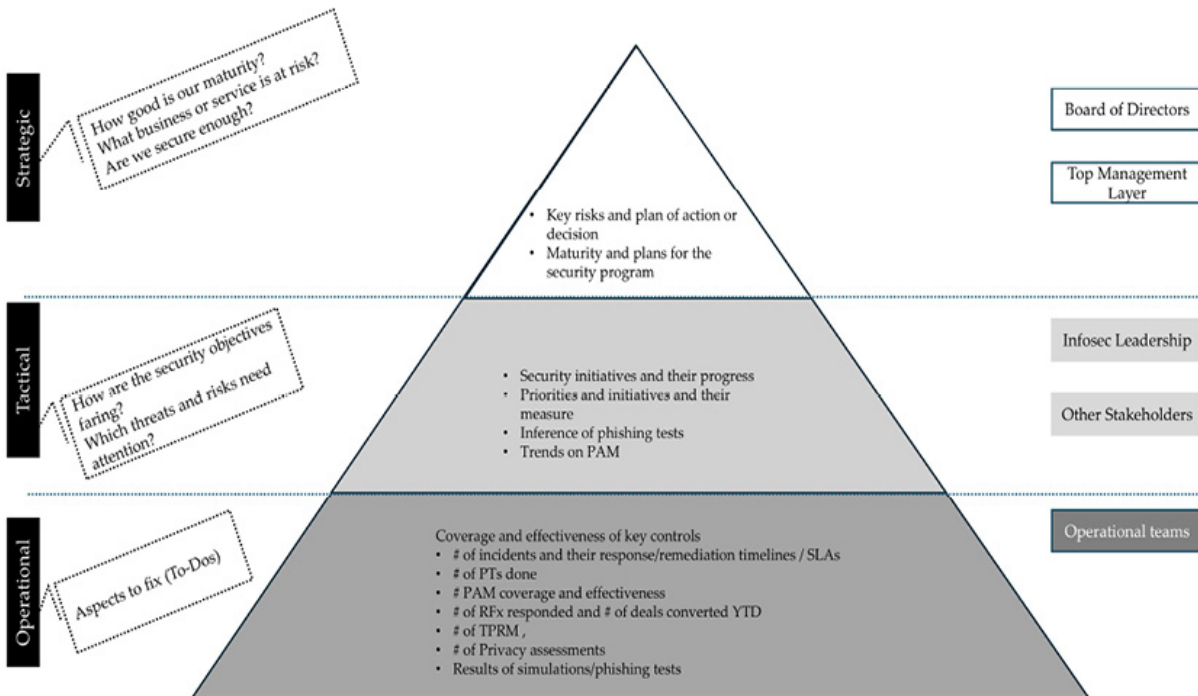 Strategic
How good is our maturity?
What business or service is at risk?
Are we secure enough?
• Key risks and plan of action or
decision
• Maturity and plans for the
security program
Board of Directors
Top Management
Layer
Tactical
How are the security objectives
faring?
Which threats and risks need
attention?
• Security initiatives and their progress
• Priorities and initiatives and their
measure
• Inference of phishing tests
• Trends on PAM
Infosec Leadership
Other Stakeholders
Operational
Aspects to fix (To-Dos)
Coverage and effectiveness of key controls
• # of incidents and their response/remediation timelines / SLAs
• # of PTs done
• # PAM coverage and effectiveness
• # of RFx responded and # of deals converted YTD
• # of TPRM ,
• # of Privacy assessments
• Results of simulations/phishing tests
Operational teams